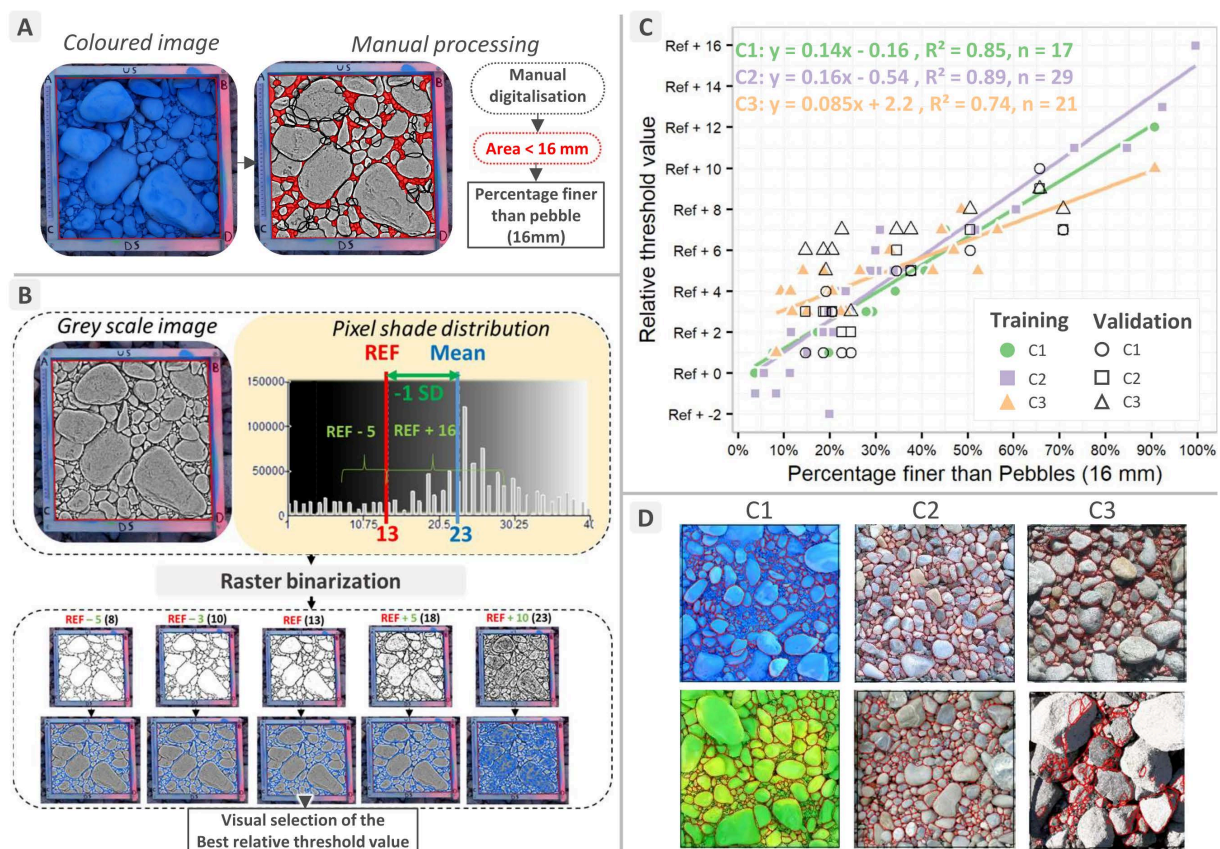 A
Coloured image
Manual processing
U S
B
C
D S
Manual
digitalisation
Area < 16 mm
Percentage finer
than pebble
(16mm)
B
Grey scale image
Pixel shade distribution
U S
A
B
C
D S
D
REF
Mean
-1 SD
REF - 5
REF + 16
150000
100000
50000
0
1
10.75
20.5
30.25
40
13
23
Raster binarization
REF – 5 (8)
REF – 3 (10)
REF (13)
REF + 5 (18)
REF + 10 (23)
Visual selection of the
Best relative threshold value
C
C1: y = 0.14x - 0.16 , R² = 0.85, n = 17
C2: y = 0.16x - 0.54 , R² = 0.89, n = 29
C3: y = 0.085x + 2.2 , R² = 0.74, n = 21
Relative threshold value
Ref + 16
Ref + 14
Ref + 12
Ref + 10
Ref + 8
Ref + 6
Ref + 4
Ref + 2
Ref + 0
Ref + -2
Training
Validation
C1
C1
C2
C2
C3
C3
0%
10%
20%
30%
40%
50%
60%
70%
80%
90%
100%
Percentage finer than Pebbles (16 mm)
D
C1
C2
C3